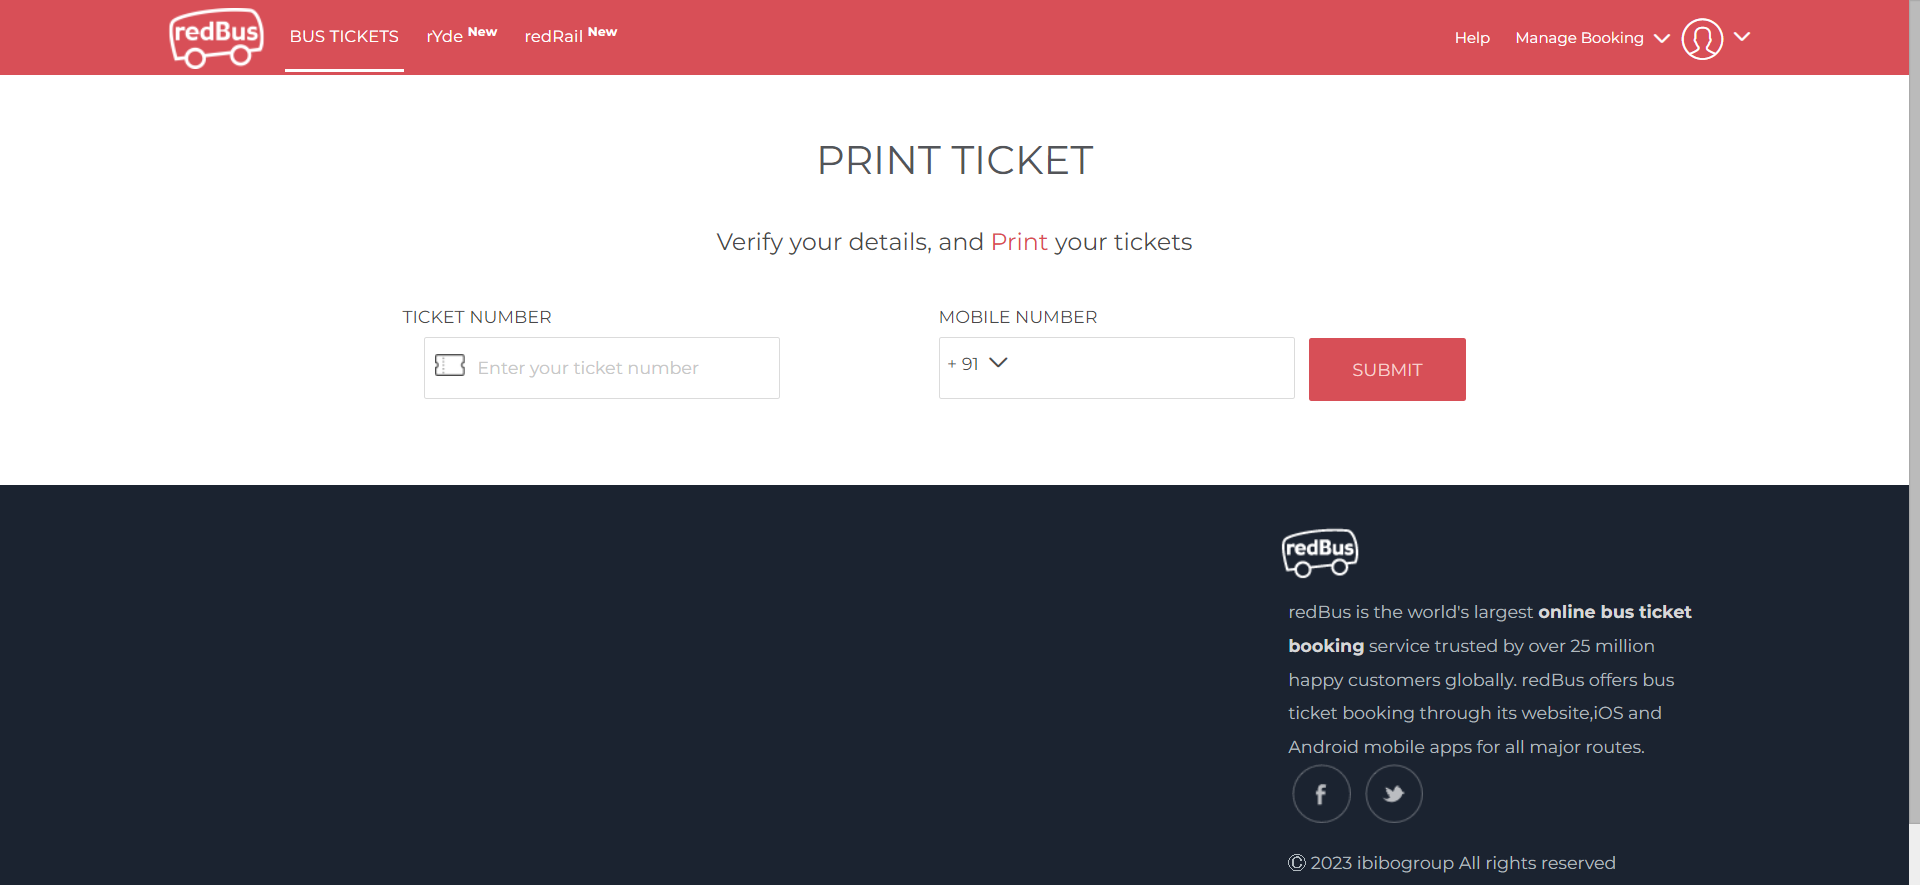 redBus BUS TICKETS rYde New redRail New Help Manage Booking
PRINT TICKET
Verify your details, and Print your tickets
TICKET NUMBER MOBILE NUMBER
Enter your ticket number + 91 SUBMIT
redBus
redBus is the world's largest online bus ticket
booking service trusted by over 25 million
happy customers globally. redBus offers bus
ticket booking through its website,iOS and
Android mobile apps for all major routes.
f
© 2023 ibibogroup All rights reserved